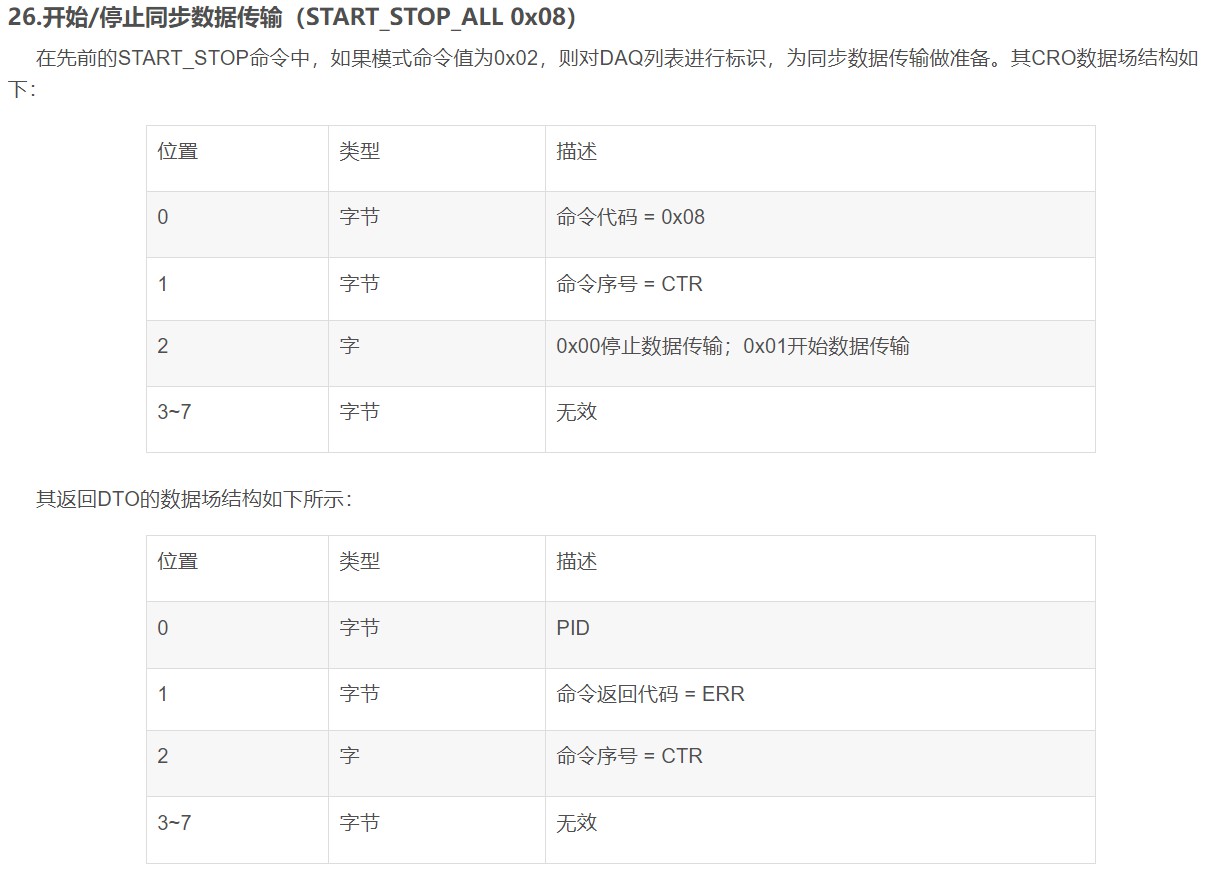 26.开始/停止同步数据传输（START_STOP_ALL 0x08）
在先前的START_STOP命令中，如果模式命令值为0x02，则对DAQ列表进行标识，为同步数据传输做准备。其CRO数据场结构如
下：
位置 类型 描述
0 字节 命令代码 = 0x08
1 字节 命令序号 = CTR
2 字 0x00停止数据传输；0x01开始数据传输
3~7 字节 无效
其返回DTO的数据场结构如下所示：
位置 类型 描述
0 字节 PID
1 字节 命令返回代码 = ERR
2 字 命令序号 = CTR
3~7 字节 无效